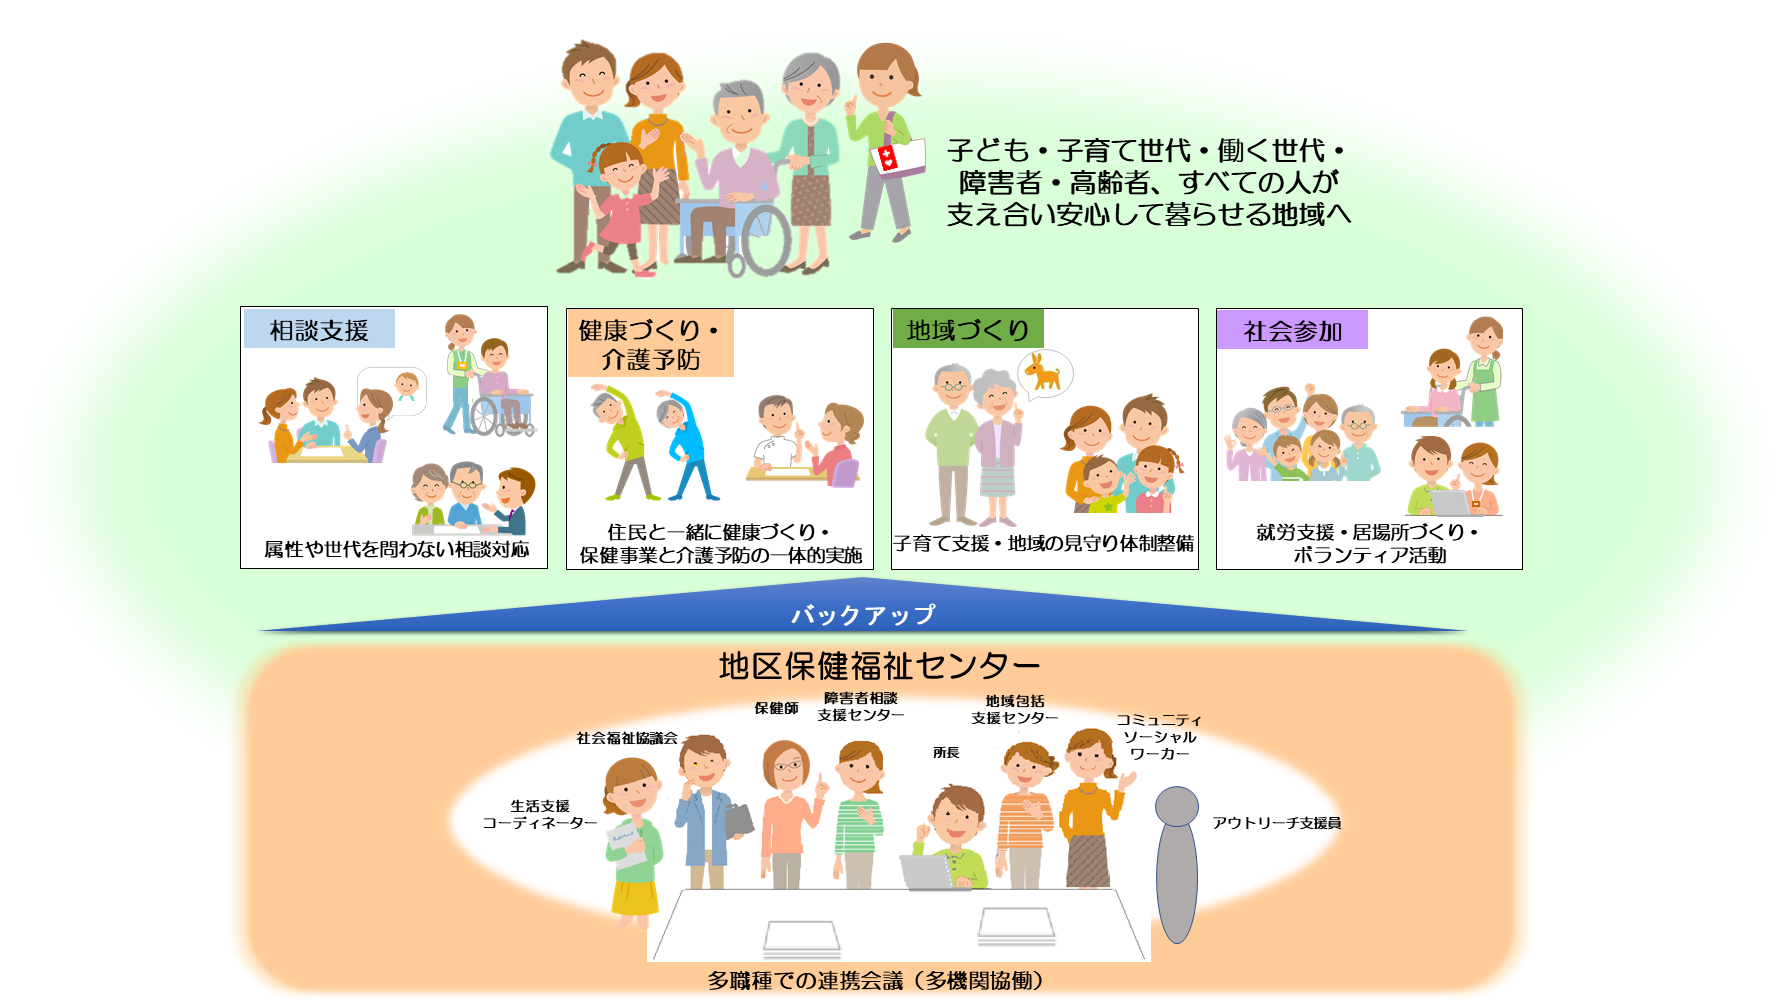 子ども・子育て世代・働く世代・
障害者・高齢者、すべての人が
支え合い安心して暮らせる地域へ
相談支援
属性や世代を問わない相談対応
健康づくり・
介護予防
住民と一緒に健康づくり・
保健事業と介護予防の一体的実施
地域づくり
子育て支援・地域の見守り体制整備
社会参加
就労支援・居場所づくり・
ボランティア活動
バックアップ
地区保健福祉センター
生活支援
コーディネーター
社会福祉協議会
保健師
障害者相談
支援センター
所長
地域包括
支援センター
コミュニティ
ソーシャル
ワーカー
アウトリーチ支援員
多職種での連携会議（多機関協働）